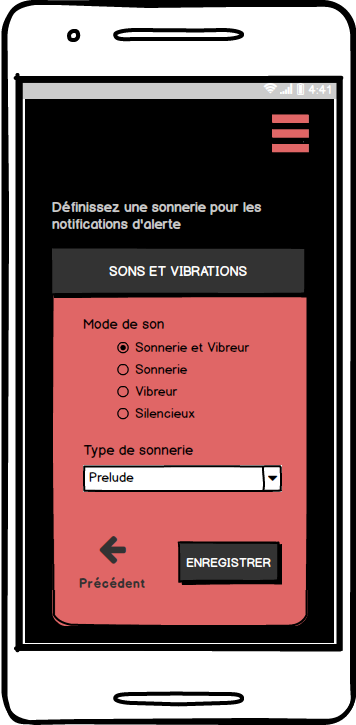 4:41
Définissez une sonnerie pour les
notifications d'alerte
SONS ET VIBRATIONS
Mode de son
Sonnerie et Vibreur
Sonnerie
Vibreur
Silencieux
Type de sonnerie
Prelude
Précédent
ENREGISTRER